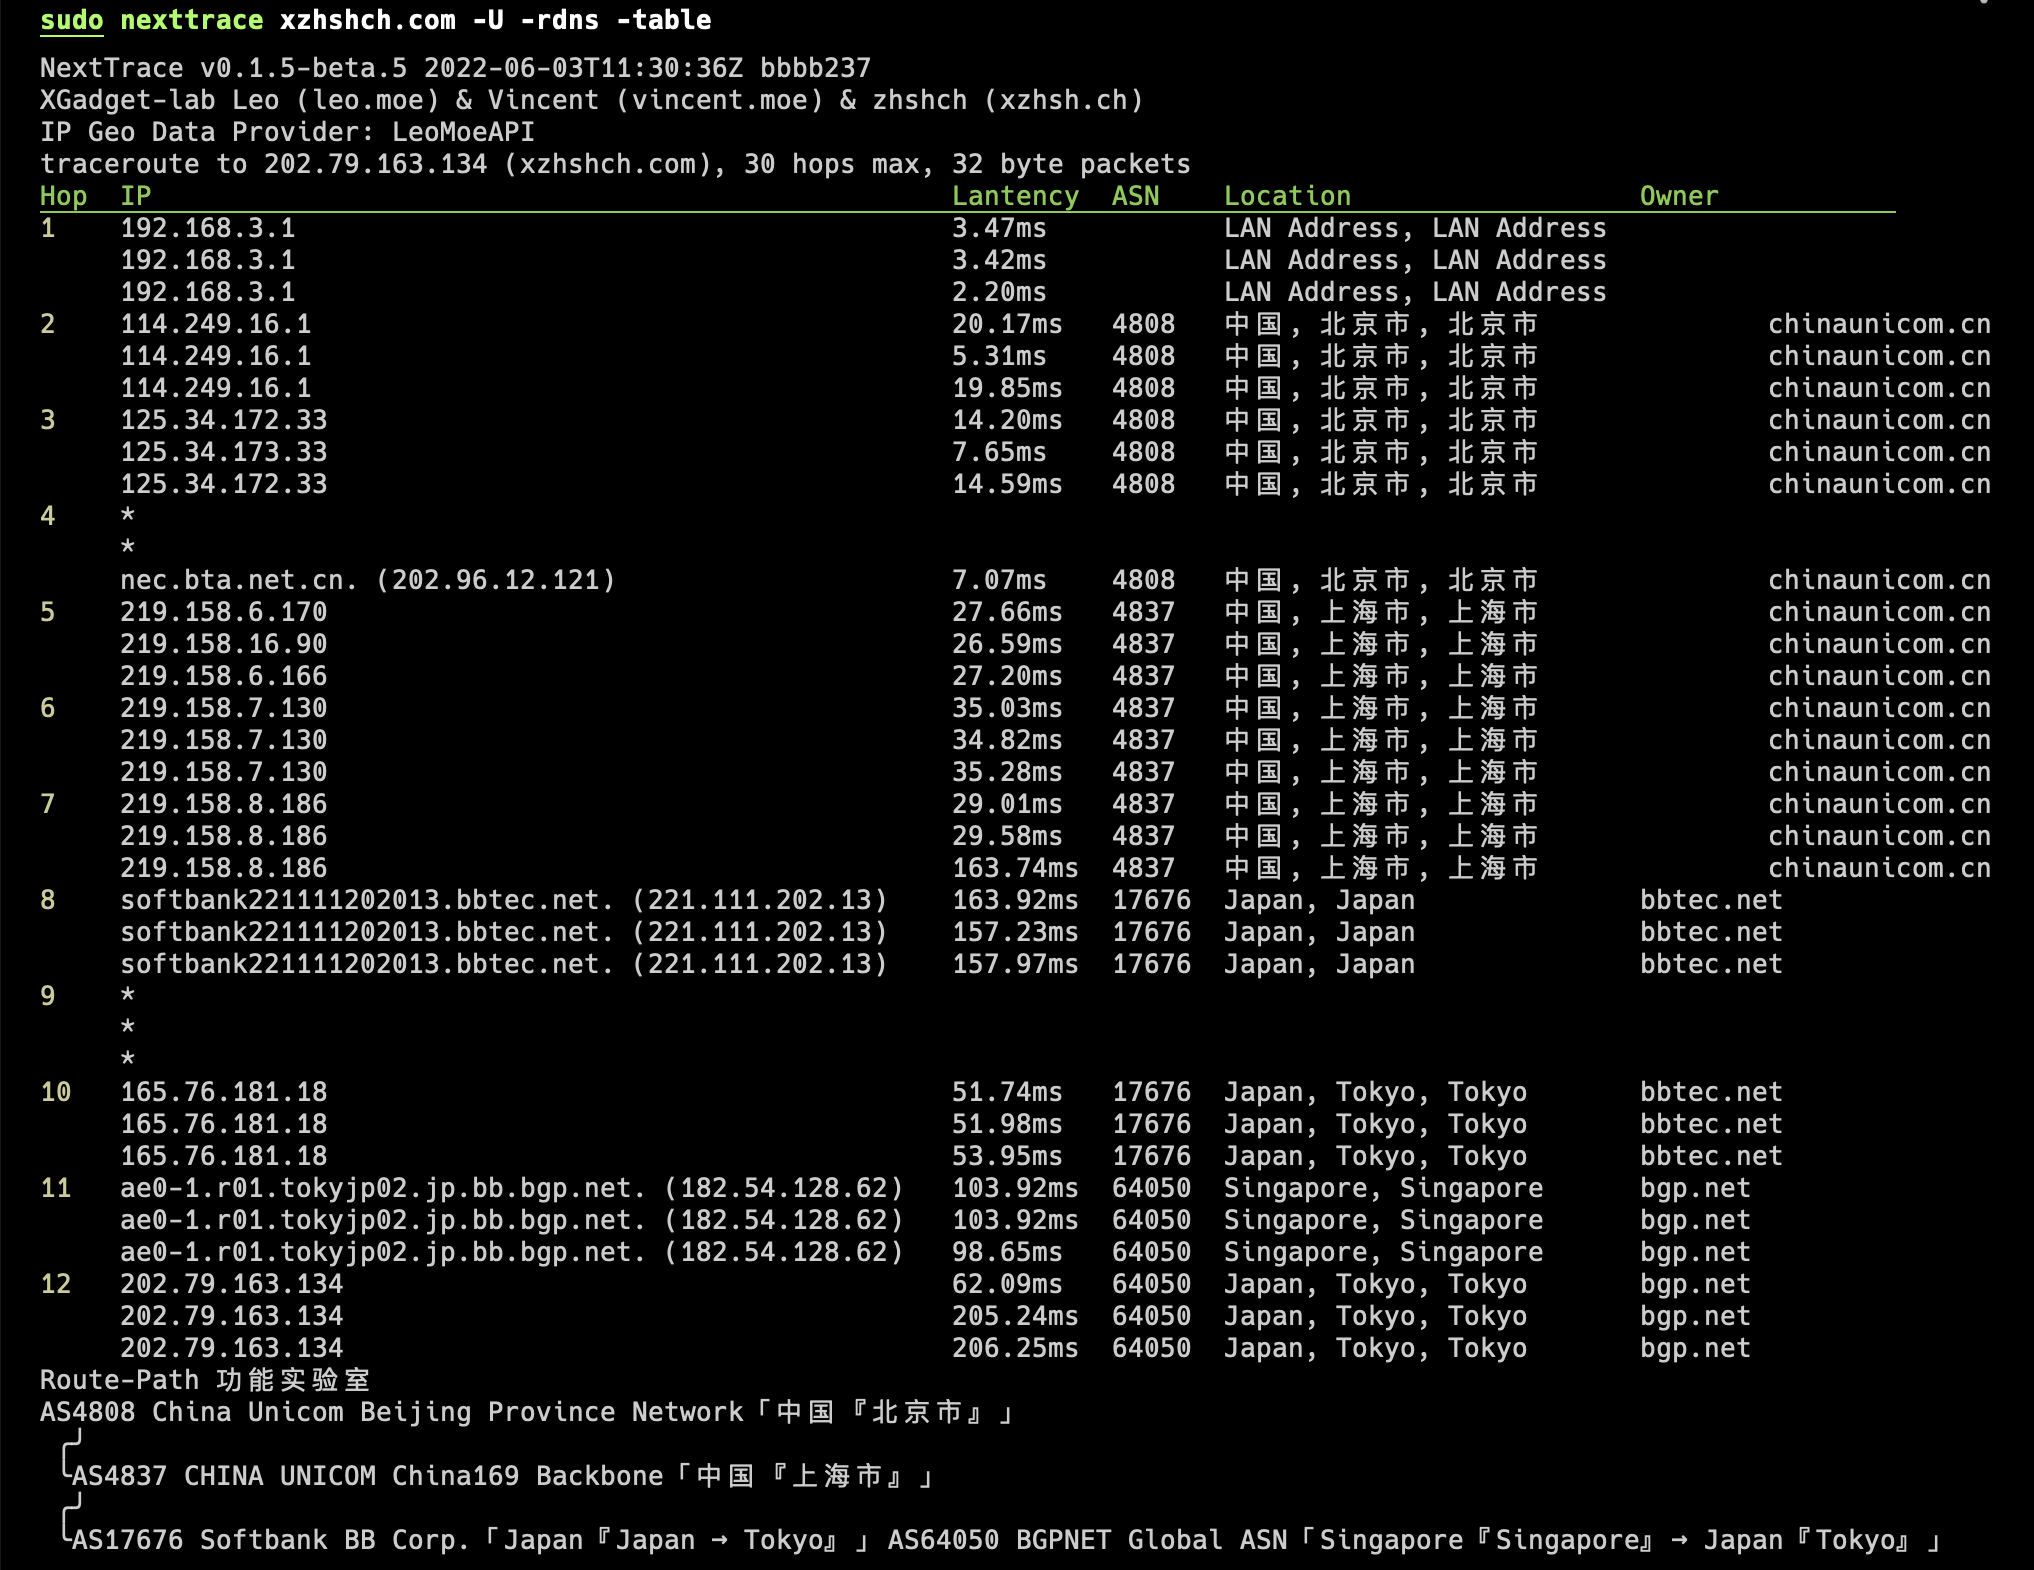 sudo nexttrace xzhshch.com -U -rdns -table
NextTrace v0.1.5-beta.5 2022-06-03T11:30:36Z bbbb237
XGadget-lab Leo (leo.moe) & Vincent (vincent.moe) & zhshch (xzhsh.ch)
IP Geo Data Provider: LeoMoeAPI
traceroute to 202.79.163.134 (xzhshch.com), 30 hops max, 32 byte packets
Hop IP Lantency ASN Location Owner
1 192.168.3.1 3.47ms LAN Address, LAN Address
192.168.3.1 3.42ms LAN Address, LAN Address
192.168.3.1 2.20ms LAN Address, LAN Address
2 114.249.16.1 20.17ms 4808 中国, 北京市, 北京市 chinaunicom.cn
114.249.16.1 5.31ms 4808 中国, 北京市, 北京市 chinaunicom.cn
114.249.16.1 19.85ms 4808 中国, 北京市, 北京市 chinaunicom.cn
3 125.34.172.33 14.20ms 4808 中国, 北京市, 北京市 chinaunicom.cn
125.34.173.33 7.65ms 4808 中国, 北京市, 北京市 chinaunicom.cn
125.34.172.33 14.59ms 4808 中国, 北京市, 北京市 chinaunicom.cn
4 *
*
nec.bta.net.cn. (202.96.12.121) 7.07ms 4808 中国, 北京市, 北京市 chinaunicom.cn
5 219.158.6.170 27.66ms 4837 中国, 上海市, 上海市 chinaunicom.cn
219.158.16.90 26.59ms 4837 中国, 上海市, 上海市 chinaunicom.cn
219.158.6.166 27.20ms 4837 中国, 上海市, 上海市 chinaunicom.cn
6 219.158.7.130 35.03ms 4837 中国, 上海市, 上海市 chinaunicom.cn
219.158.7.130 34.82ms 4837 中国, 上海市, 上海市 chinaunicom.cn
219.158.7.130 35.28ms 4837 中国, 上海市, 上海市 chinaunicom.cn
7 219.158.8.186 29.01ms 4837 中国, 上海市, 上海市 chinaunicom.cn
219.158.8.186 29.58ms 4837 中国, 上海市, 上海市 chinaunicom.cn
219.158.8.186 163.74ms 4837 中国, 上海市, 上海市 chinaunicom.cn
8 softbank221111202013.bbtec.net. (221.111.202.13) 163.92ms 17676 Japan, Japan bbtec.net
softbank221111202013.bbtec.net. (221.111.202.13) 157.23ms 17676 Japan, Japan bbtec.net
softbank221111202013.bbtec.net. (221.111.202.13) 157.97ms 17676 Japan, Japan bbtec.net
9 *
*
*
10 165.76.181.18 51.74ms 17676 Japan, Tokyo, Tokyo bbtec.net
165.76.181.18 51.98ms 17676 Japan, Tokyo, Tokyo bbtec.net
165.76.181.18 53.95ms 17676 Japan, Tokyo, Tokyo bbtec.net
11 ae0-1.r01.tokyjp02.jp.bb.bgp.net. (182.54.128.62) 103.92ms 64050 Singapore, Singapore bgp.net
ae0-1.r01.tokyjp02.jp.bb.bgp.net. (182.54.128.62) 103.92ms 64050 Singapore, Singapore bgp.net
ae0-1.r01.tokyjp02.jp.bb.bgp.net. (182.54.128.62) 98.65ms 64050 Singapore, Singapore bgp.net
12 202.79.163.134 62.09ms 64050 Japan, Tokyo, Tokyo bgp.net
202.79.163.134 205.24ms 64050 Japan, Tokyo, Tokyo bgp.net
202.79.163.134 206.25ms 64050 Japan, Tokyo, Tokyo bgp.net
Route-Path 功能实验室
AS4808 China Unicom Beijing Province Network「中国『北京市』」
╭╯
╰AS4837 CHINA UNICOM China169 Backbone「中国『上海市』」
╭╯
╰AS17676 Softbank BB Corp.「Japan『Japan → Tokyo』」AS64050 BGPNET Global ASN「Singapore『Singapore』→ Japan『Tokyo』」